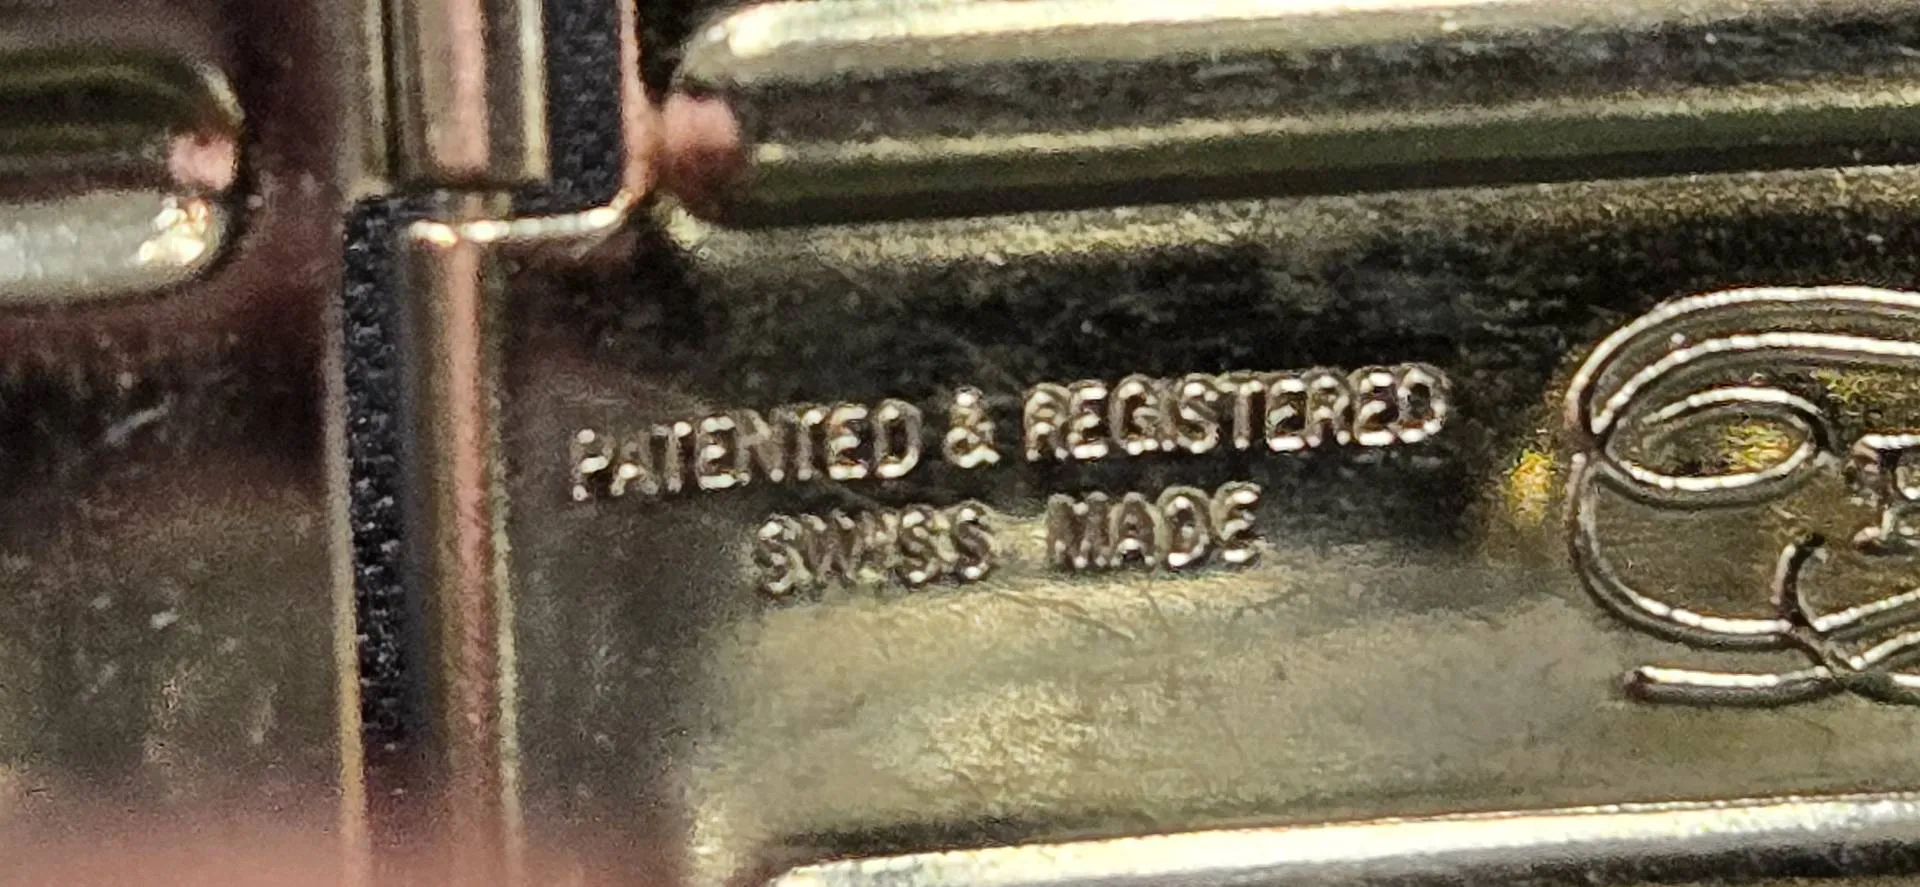 PATENTED & REGISTERED
SWISS MADE